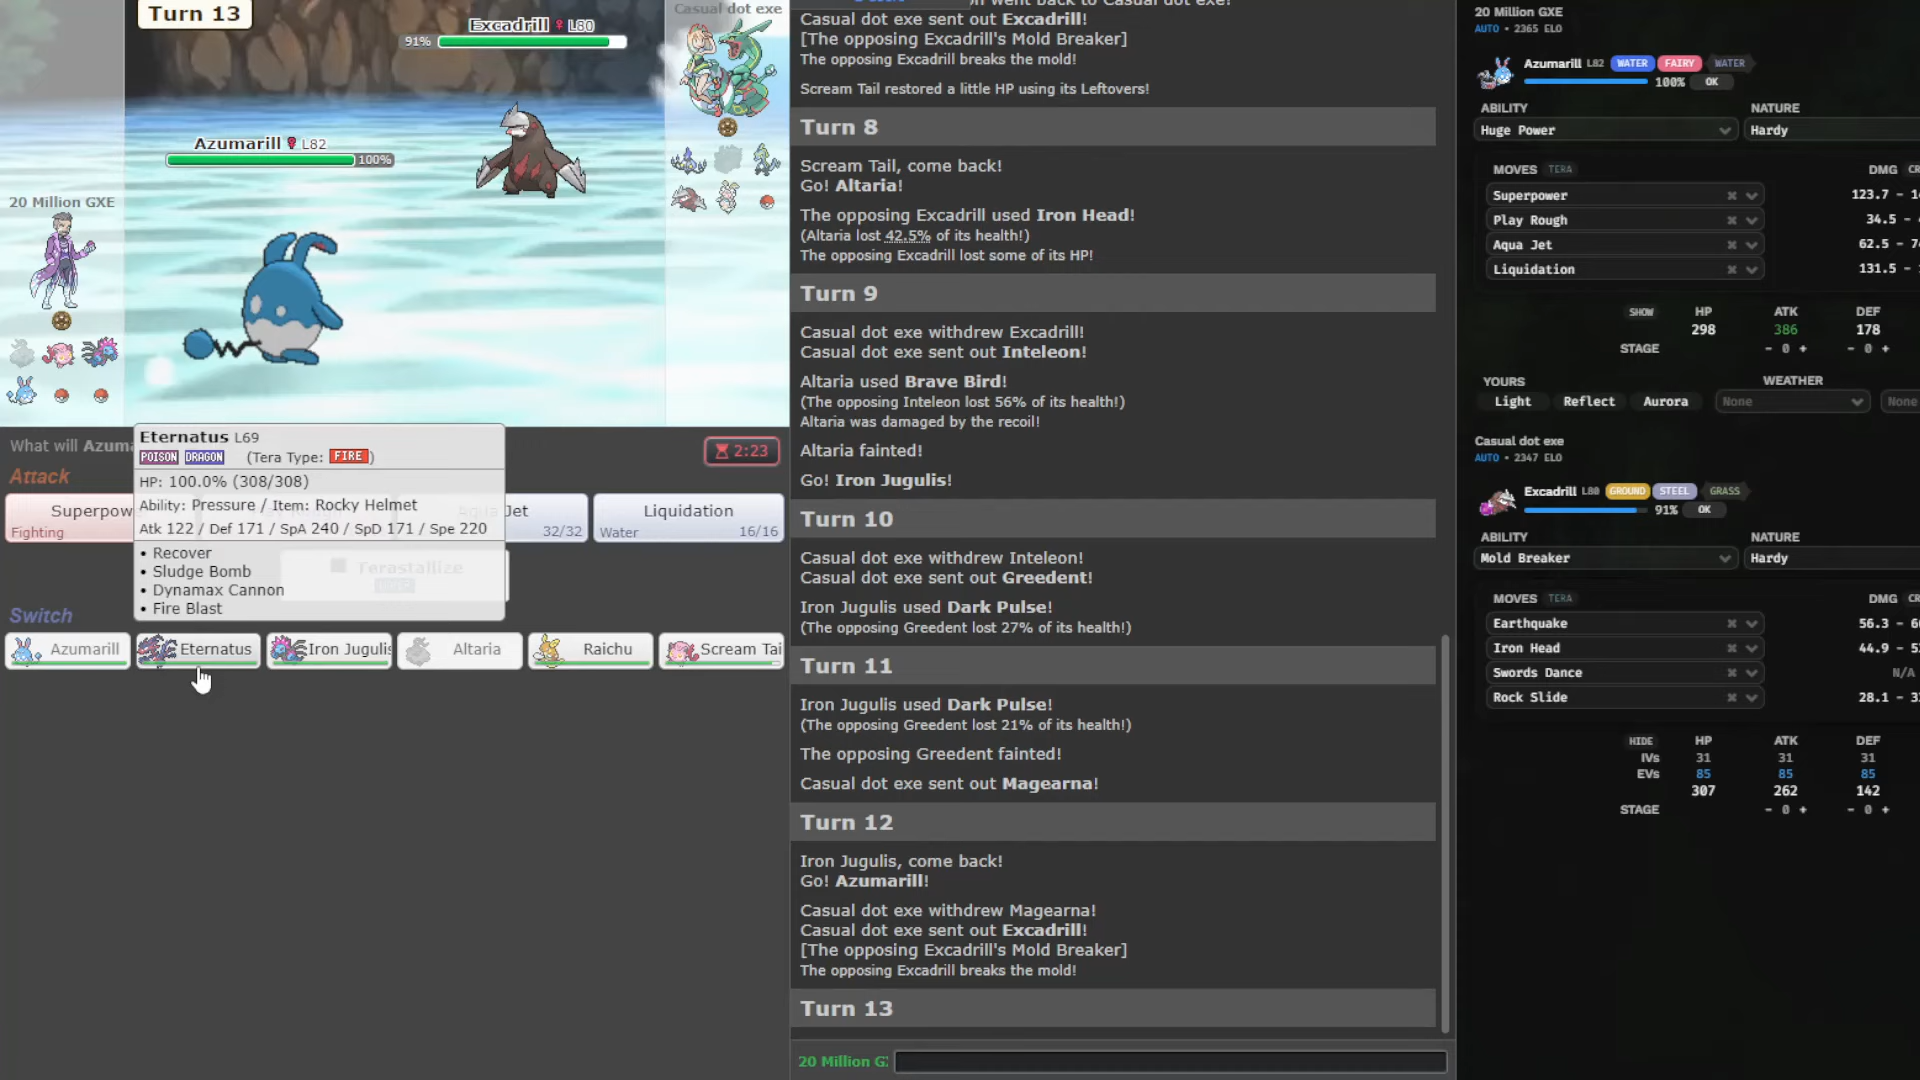 Turn 13
Excadrill ♀ L80
91%
Azumarill ♀ L82
100%
20 Million GXE
Casual dot exe
What will Azuma
2:23
Attack
Superpow
Fighting
qua Jet
32/32
Liquidation
Water 16/16
Terastallize
Eternatus L69
POISON DRAGON (Tera Type: FIRE)
HP: 100.0% (308/308)
Ability: Pressure / Item: Rocky Helmet
Atk 122 / Def 171 / SpA 240 / SpD 171 / Spe 220
• Recover
• Sludge Bomb
• Dynamax Cannon
• Fire Blast
Switch
Azumarill
Eternatus
Iron Jugulis
Altaria
Raichu
Scream Tai
went back to Casual dot exe!
Casual dot exe sent out Excadrill!
[The opposing Excadrill's Mold Breaker]
The opposing Excadrill breaks the mold!
Scream Tail restored a little HP using its Leftovers!
Turn 8
Scream Tail, come back!
Go! Altaria!
The opposing Excadrill used Iron Head!
(Altaria lost 42.5% of its health!)
The opposing Excadrill lost some of its HP!
Turn 9
Casual dot exe withdrew Excadrill!
Casual dot exe sent out Inteleon!
Altaria used Brave Bird!
(The opposing Inteleon lost 56% of its health!)
Altaria was damaged by the recoil!
Altaria fainted!
Go! Iron Jugulis!
Turn 10
Casual dot exe withdrew Inteleon!
Casual dot exe sent out Greedent!
Iron Jugulis used Dark Pulse!
(The opposing Greedent lost 27% of its health!)
Turn 11
Iron Jugulis used Dark Pulse!
(The opposing Greedent lost 21% of its health!)
The opposing Greedent fainted!
Casual dot exe sent out Magearna!
Turn 12
Iron Jugulis, come back!
Go! Azumarill!
Casual dot exe withdrew Magearna!
Casual dot exe sent out Excadrill!
[The opposing Excadrill's Mold Breaker]
The opposing Excadrill breaks the mold!
Turn 13
20 Million G
20 Million GXE
AUTO • 2365 ELO
Azumarill L82 WATER FAIRY WATER
100% OK
ABILITY NATURE
Huge Power Hardy
MOVES TERA DMG CR
Superpower 123.7 - 1
Play Rough 34.5 -
Aqua Jet 62.5 - 7
Liquidation 131.5 -
SHOW HP ATK DEF
298 386 178
STAGE - 0 + - 0 +
YOURS WEATHER
Light Reflect Aurora None None
Casual dot exe
AUTO • 2347 ELO
Excadrill L80 GROUND STEEL GRASS
91% OK
ABILITY NATURE
Mold Breaker Hardy
MOVES TERA DMG CR
Earthquake 56.3 - 6
Iron Head 44.9 - 5
Swords Dance N/A
Rock Slide 28.1 - 3
HIDE HP ATK DEF
IVs 31 31 31
EVs 85 85 85
307 262 142
STAGE - 0 + - 0 +